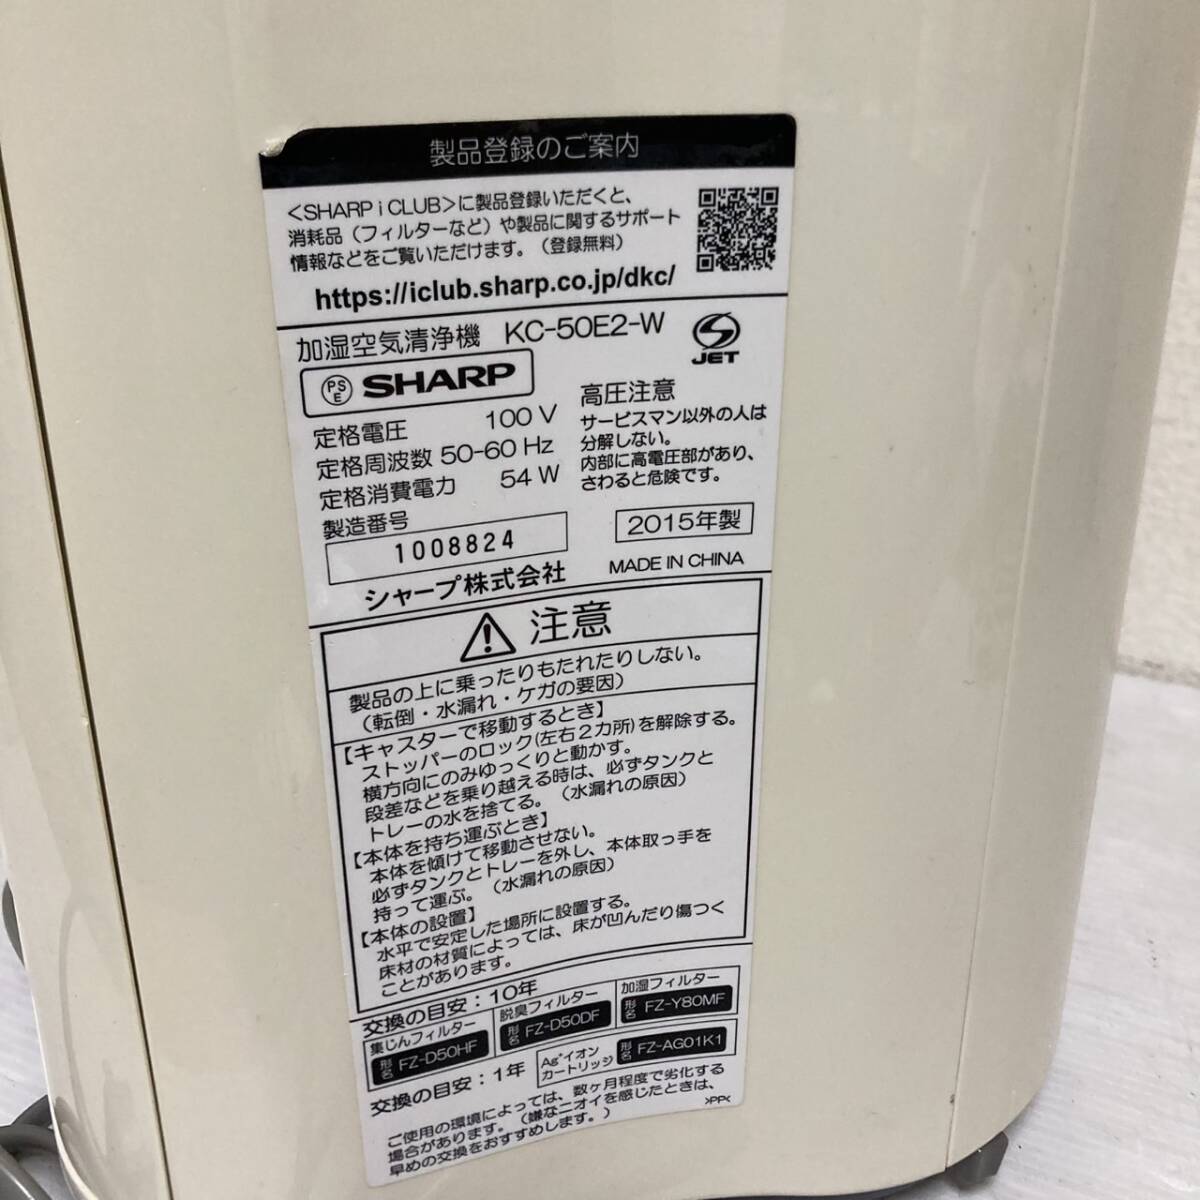 製品登録のご案内
<SHARP i CLUB>に製品登録いただくと、
消耗品（フィルターなど）や製品に関するサポート
情報などをご覧いただけます。（登録無料）
https://iclub.sharp.co.jp/dkc/
加湿空気清浄機 KC-50E2-W
JET
PSE SHARP
定格電圧 100 V
定格周波数 50-60 Hz
定格消費電力 54 W
製造番号
1008824
シャープ株式会社
高圧注意
サービスマン以外の人は
分解しない。
内部に高電圧部があり、
さわると危険です。
2015年製
MADE IN CHINA
注意
製品の上に乗ったりもたれたりしない。
（転倒・水漏れ・ケガの要因）
【キャスターで移動するとき】
ストッパーのロック(左右２カ所)を解除する。
横方向にのみゆっくりと動かす。
段差などを乗り越える時は、必ずタンクと
トレーの水を捨てる。（水漏れの原因）
【本体を持ち運ぶとき】
本体を傾けて移動させない。
必ずタンクとトレーを外し、本体取っ手を
持って運ぶ。（水漏れの原因）
【本体の設置】
水平で安定した場所に設置する。
床材の材質によっては、床が凹んだり傷つく
ことがあります。
交換の目安：10年
集じんフィルター
形名 FZ-D50HF
脱臭フィルター
形名 FZ-D50DF
加湿フィルター
形名 FZ-Y80MF
交換の目安：1年
Ag⁺イオン
カートリッジ
形名 FZ-AG01K1
ご使用の環境によっては、数ヶ月程度で劣化する
場合があります。（嫌なニオイを感じたときは、
早めの交換をおすすめします。）
>PP<